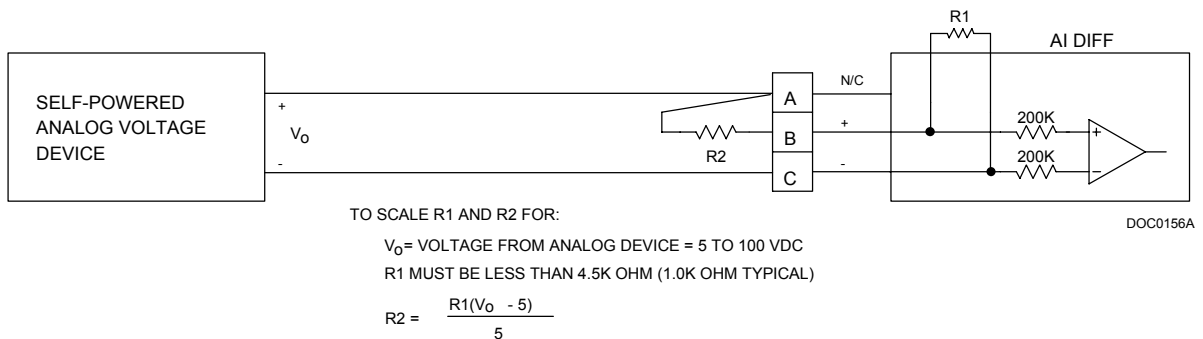 R1
AI DIFF
SELF-POWERED
ANALOG VOLTAGE
DEVICE
+
VO
-
R2
A
B
C
N/C
+
-
200K
200K
+
-
DOC0156A
TO SCALE R1 AND R2 FOR:
VO= VOLTAGE FROM ANALOG DEVICE = 5 TO 100 VDC
R1 MUST BE LESS THAN 4.5K OHM (1.0K OHM TYPICAL)
R2 = R1(VO - 5)
5